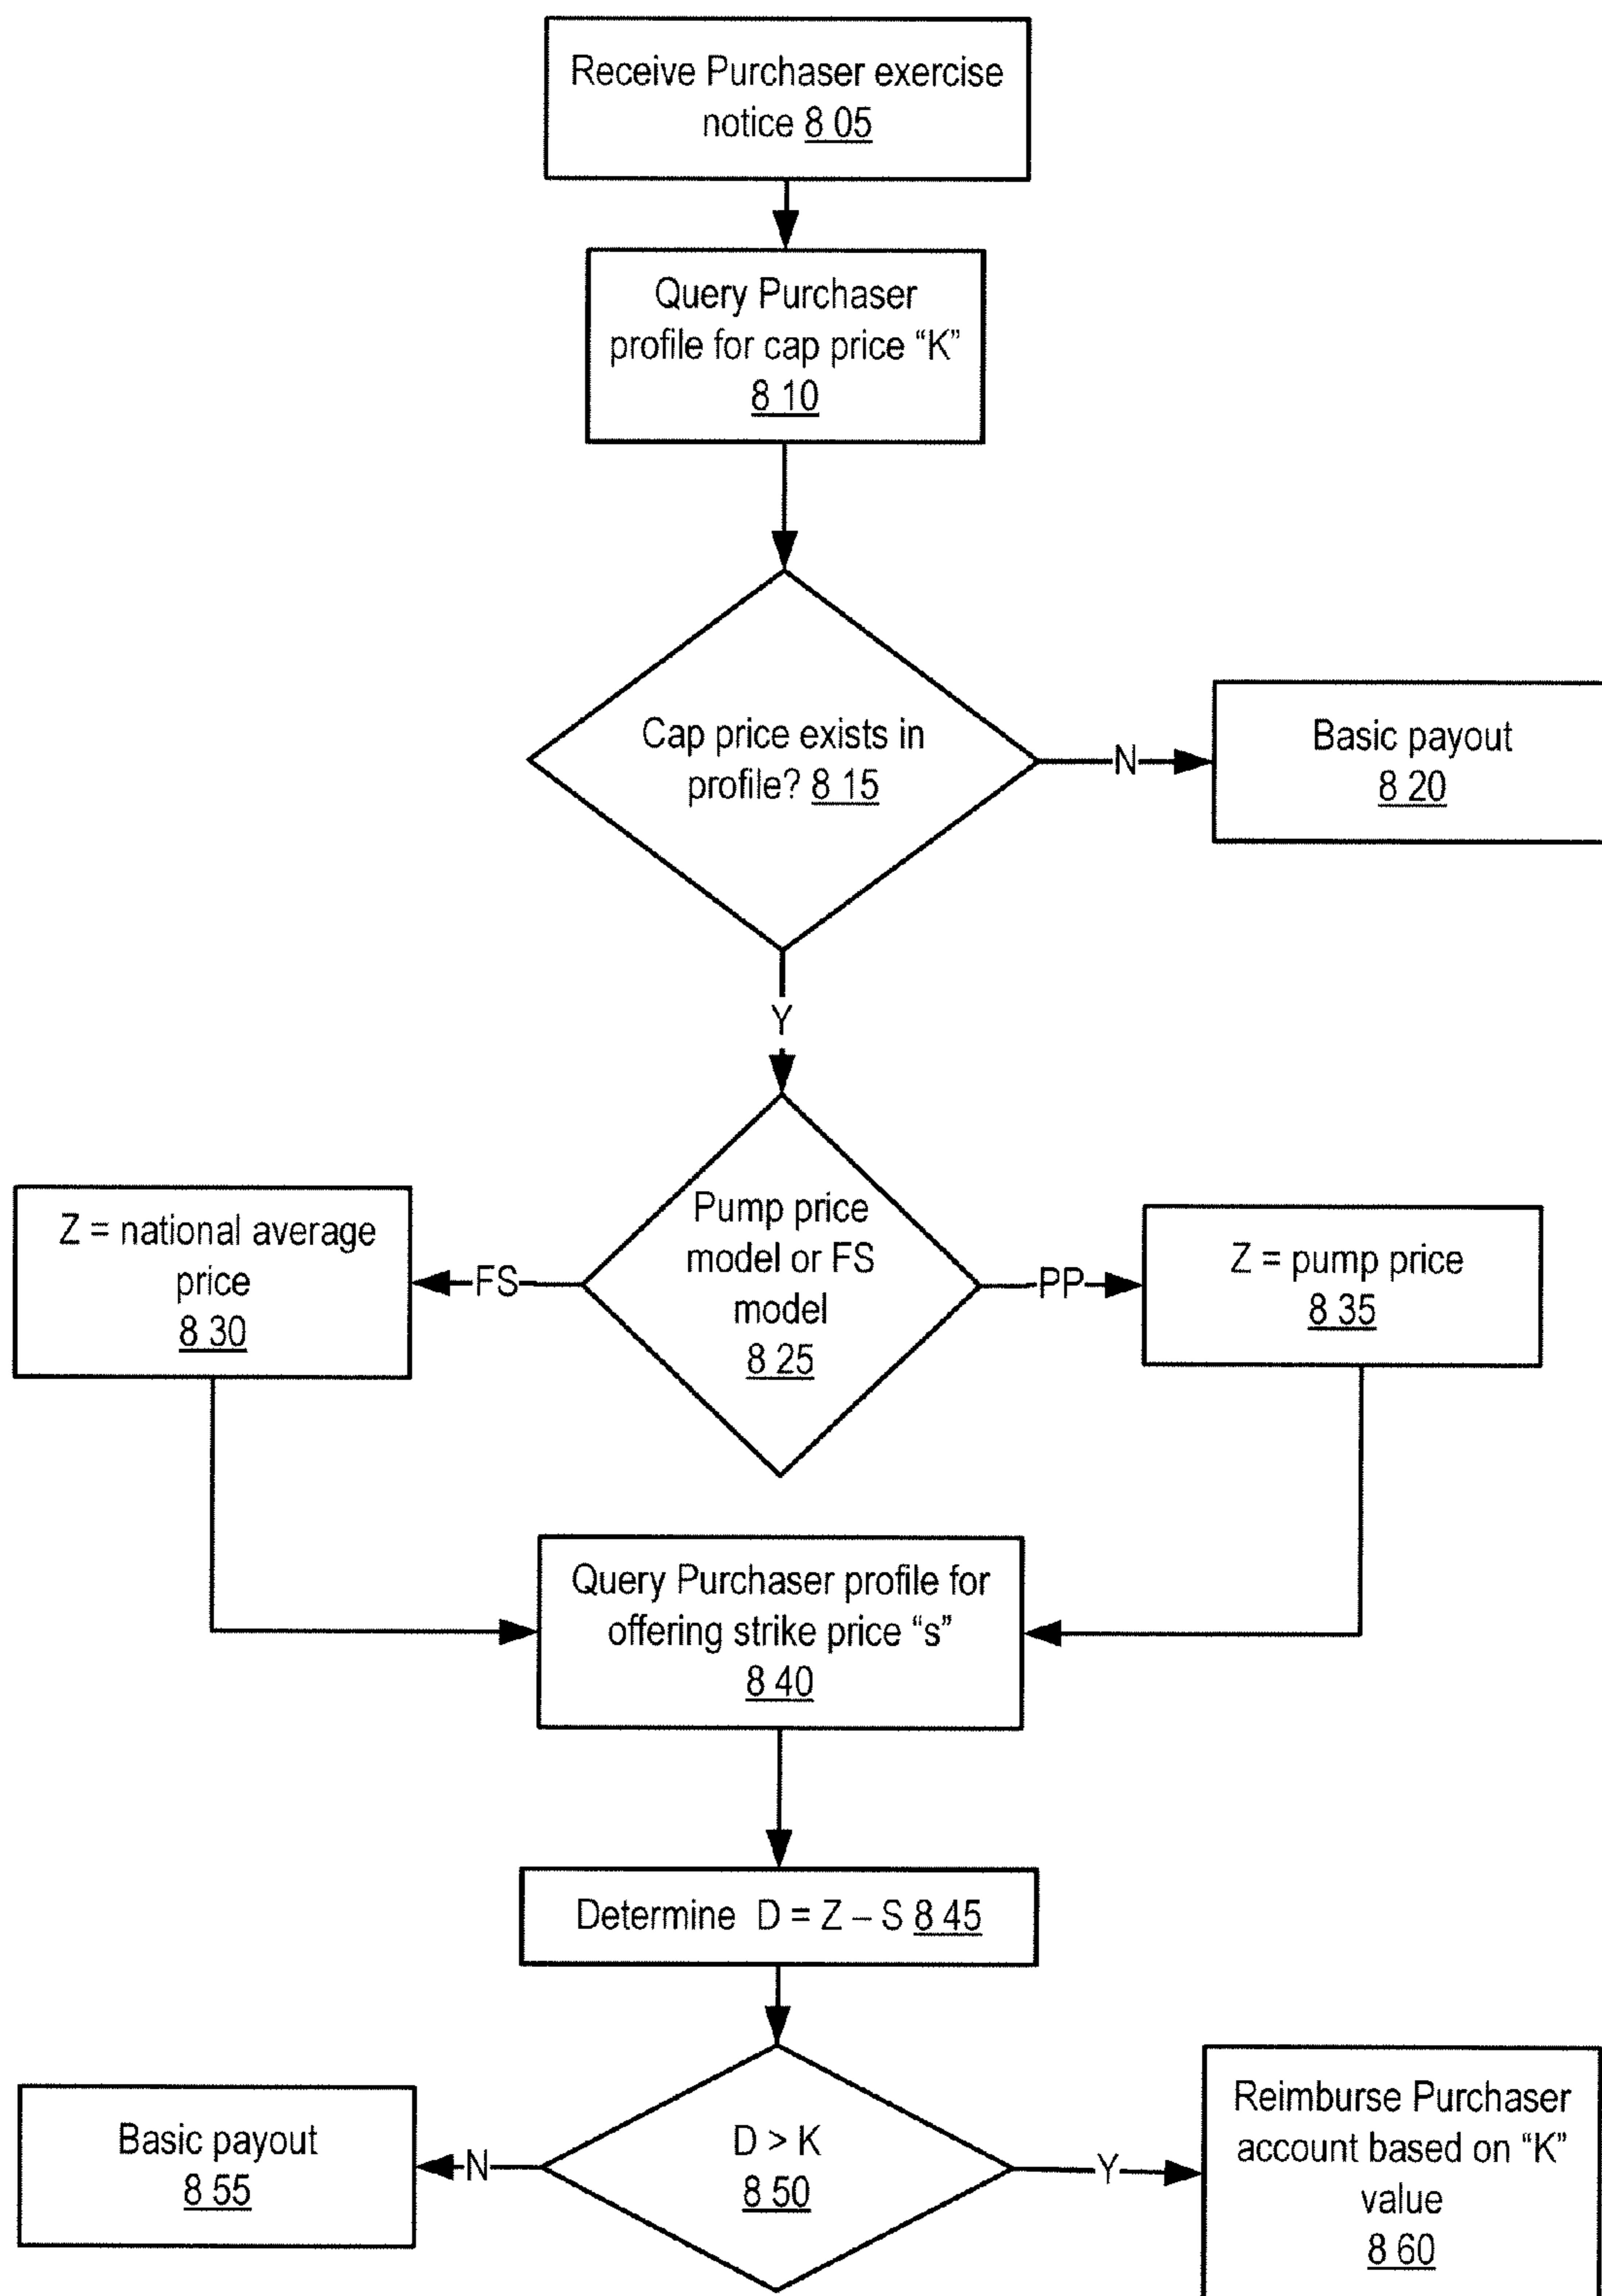 Receive Purchaser exercise
notice 8 05
Query Purchaser
profile for cap price “K”
8 10
Cap price exists in
profile? 8 15
N
Basic payout
8 20
Y
Z = national average
price
8 30
FS
Pump price
model or FS
model
8 25
PP
Z = pump price
8 35
Query Purchaser profile for
offering strike price “s”
8 40
Determine D = Z – S 8 45
Basic payout
8 55
N
D > K
8 50
Y
Reimburse Purchaser
account based on “K”
value
8 60